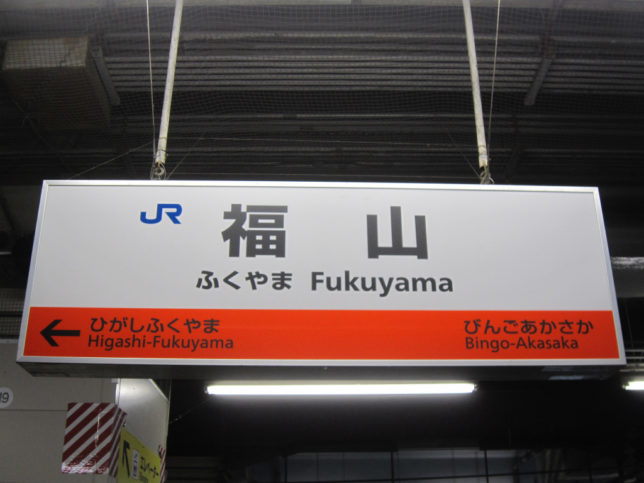 JR 福山
ふくやま Fukuyama
← ひがしふくやま
Higashi-Fukuyama
びんごあかさか
Bingo-Akasaka
19